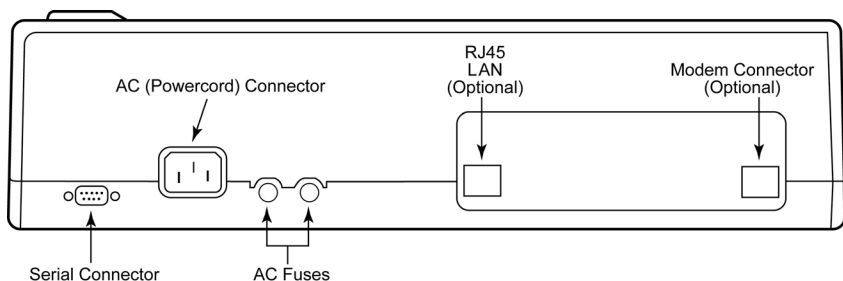 RJ45
LAN
(Optional)
Modem Connector
(Optional)
AC (Powercord) Connector
Serial Connector
AC Fuses